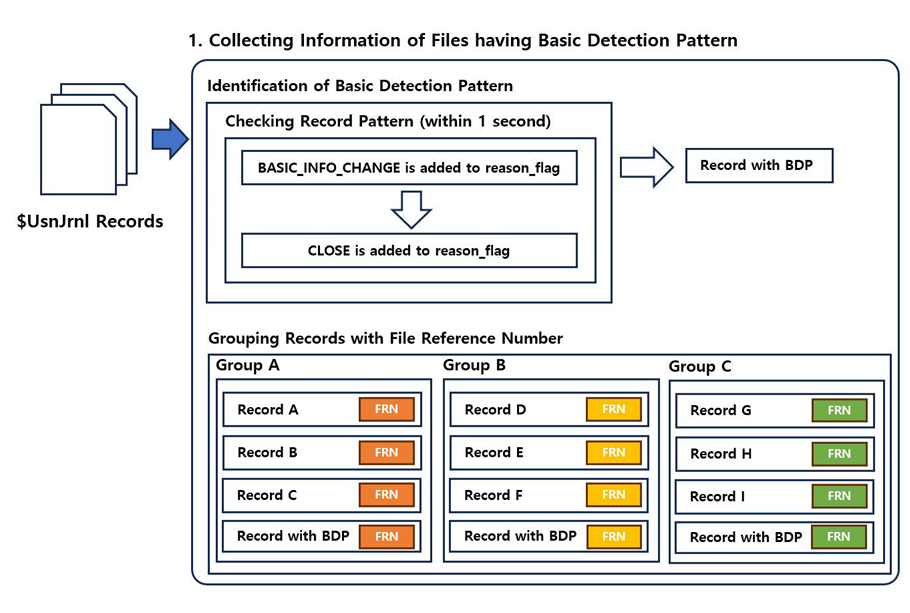 1. Collecting Information of Files having Basic Detection Pattern
Identification of Basic Detection Pattern
Checking Record Pattern (within 1 second)
BASIC_INFO_CHANGE is added to reason_flag
CLOSE is added to reason_flag
Record with BDP
$UsnJrnl Records
Grouping Records with File Reference Number
Group A
Record A FRN
Record B FRN
Record C FRN
Record with BDP FRN
Group B
Record D FRN
Record E FRN
Record F FRN
Record with BDP FRN
Group C
Record G FRN
Record H FRN
Record I FRN
Record with BDP FRN